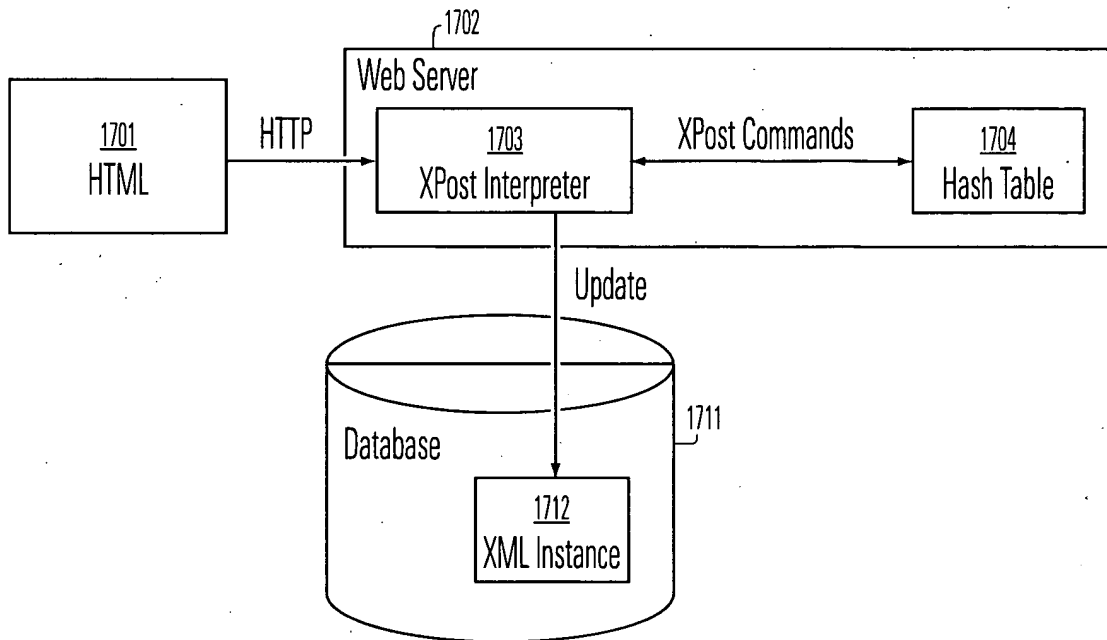 1702
Web Server
1701
HTML
HTTP
1703
XPost Interpreter
XPost Commands
1704
Hash Table
Update
1711
Database
1712
XML Instance